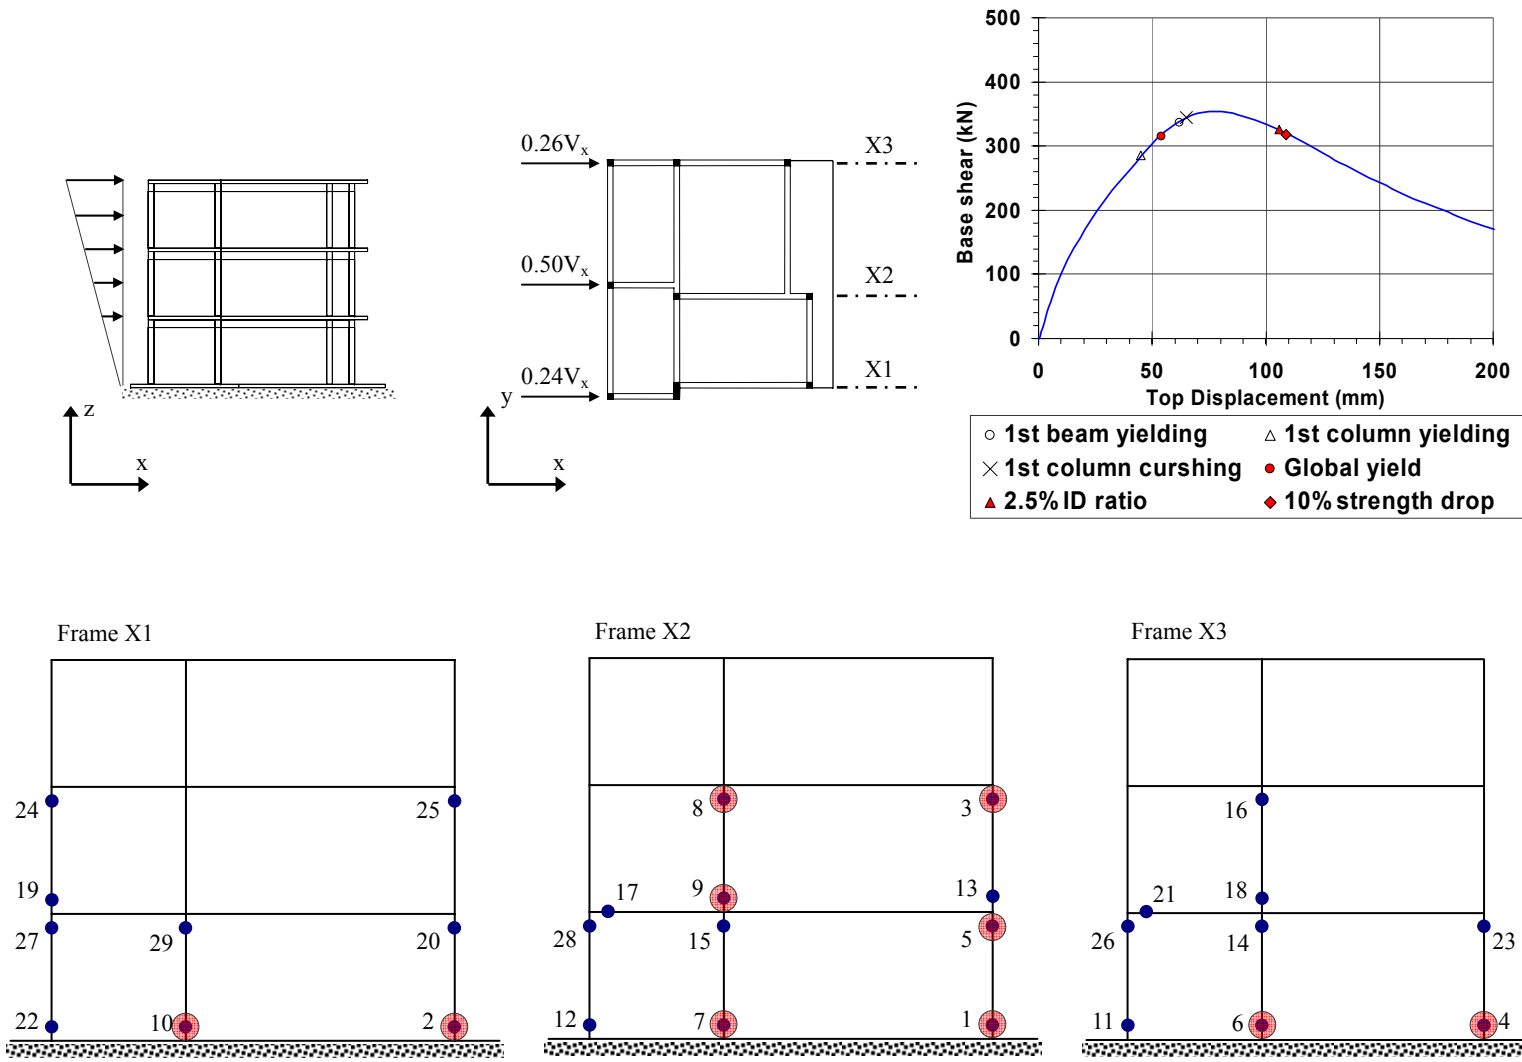 0.26Vx
0.50Vx
0.24Vx
X3
X2
X1
z
x
y
x
500
400
300
200
100
0
Base shear (kN)
0 50 100 150 200
Top Displacement (mm)
1st beam yielding
1st column yielding
1st column curshing
Global yield
2.5% ID ratio
10% strength drop
Frame X1
24
25
19
27
29
20
22
10
2
Frame X2
8
3
9
17
13
28
15
5
12
7
1
Frame X3
16
18
21
26
14
23
11
6
4